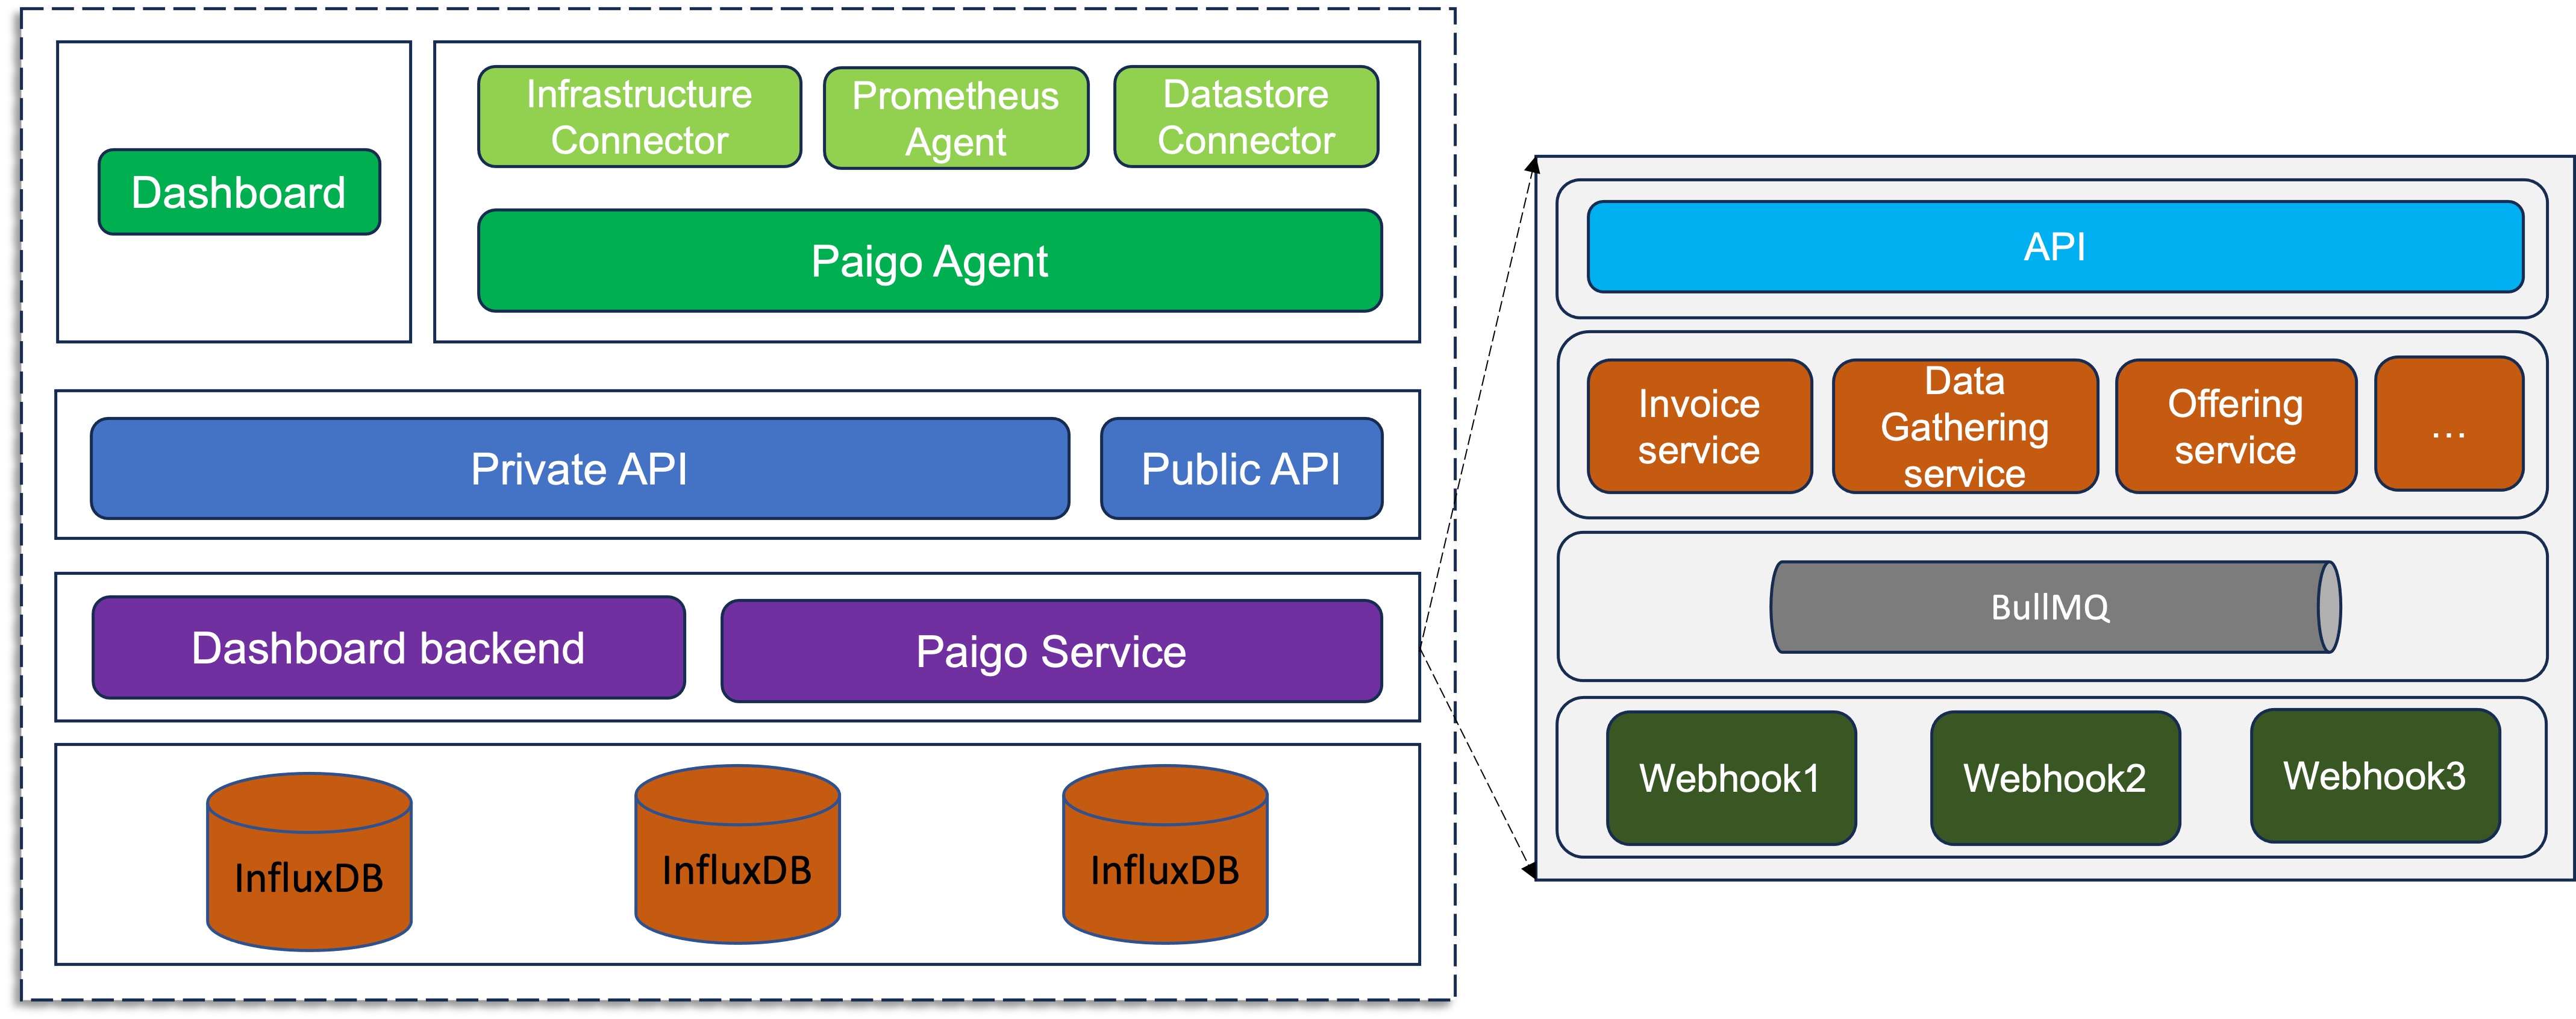 Dashboard
Infrastructure
Connector
Prometheus
Agent
Datastore
Connector
Paigo Agent
Private API
Public API
Dashboard backend
Paigo Service
InfluxDB
InfluxDB
InfluxDB
API
Invoice
service
Data
Gathering
service
Offering
service
...
BullMQ
Webhook1
Webhook2
Webhook3